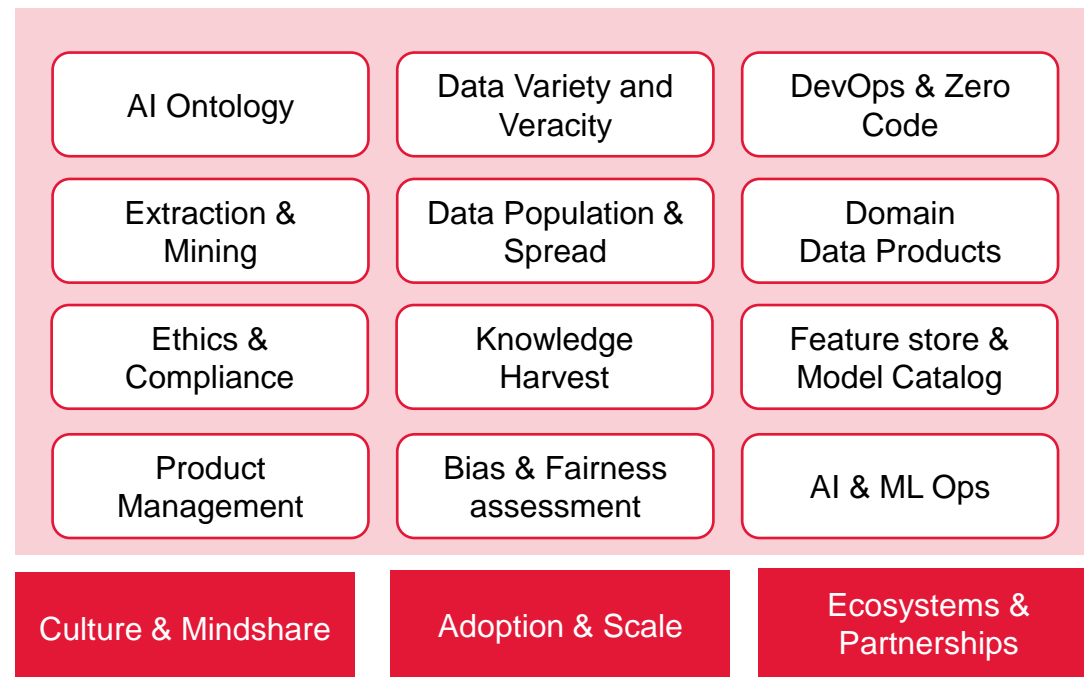 AI Ontology
Data Variety and
Veracity
DevOps & Zero
Code
Extraction &
Mining
Data Population &
Spread
Domain
Data Products
Ethics &
Compliance
Knowledge
Harvest
Feature store &
Model Catalog
Product
Management
Bias & Fairness
assessment
AI & ML Ops
Culture & Mindshare
Adoption & Scale
Ecosystems &
Partnerships